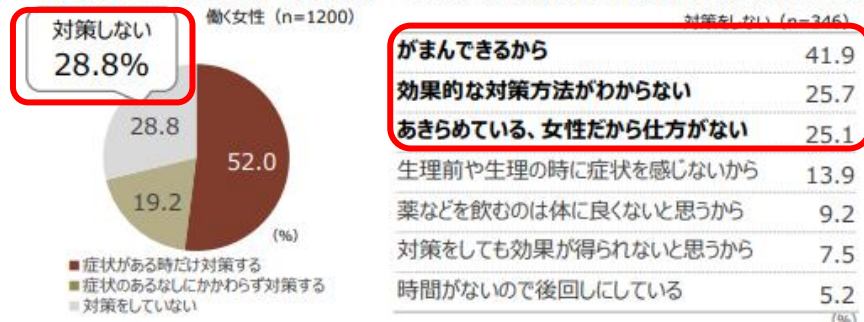 対策しない
28.8%
働く女性（n=1200）
28.8
52.0
19.2
(%)
■症状がある時だけ対策する
■症状のあるなしにかかわらず対策する
■対策をしていない
対策をしない（n=346）
がまんできるから 41.9
効果的な対策方法がわからない 25.7
あきらめている、女性だから仕方がない 25.1
生理前や生理の時に症状を感じないから 13.9
薬などを飲むのは体に良くないと思うから 9.2
対策をしても効果が得られないと思うから 7.5
時間がないので後回しにしている 5.2
(%)